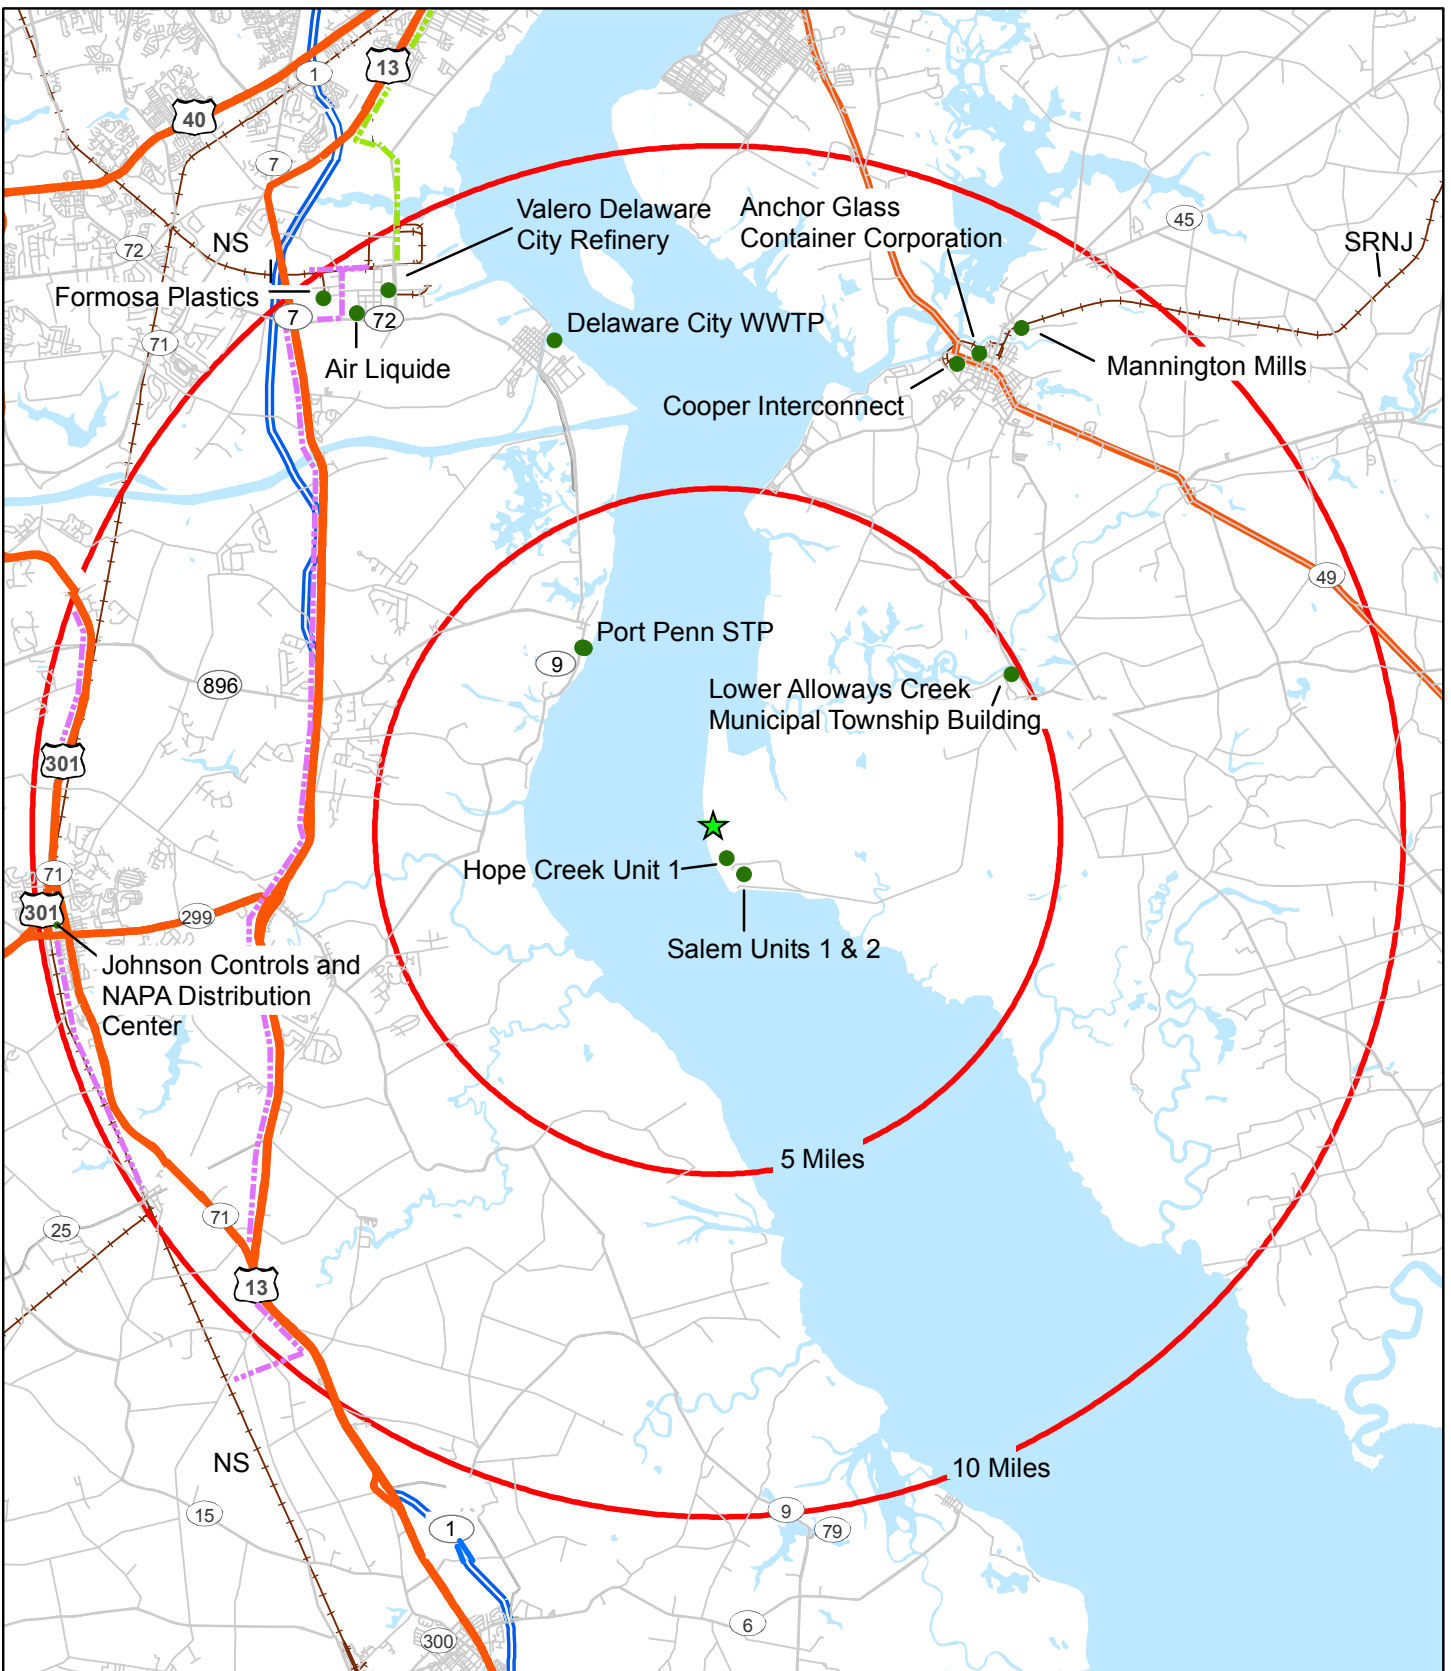 13
1
40
7
Valero Delaware
City Refinery
Anchor Glass
Container Corporation
45
72
NS
SRNJ
Formosa Plastics
7
72
Delaware City WWTP
71
Air Liquide
Mannington Mills
Cooper Interconnect
49
Port Penn STP
9
896
Lower Alloways Creek
Municipal Township Building
301
Hope Creek Unit 1
71
301
299
Salem Units 1 & 2
Johnson Controls and
NAPA Distribution
Center
5 Miles
71
25
13
NS
10 Miles
15
9
1
79
6
300